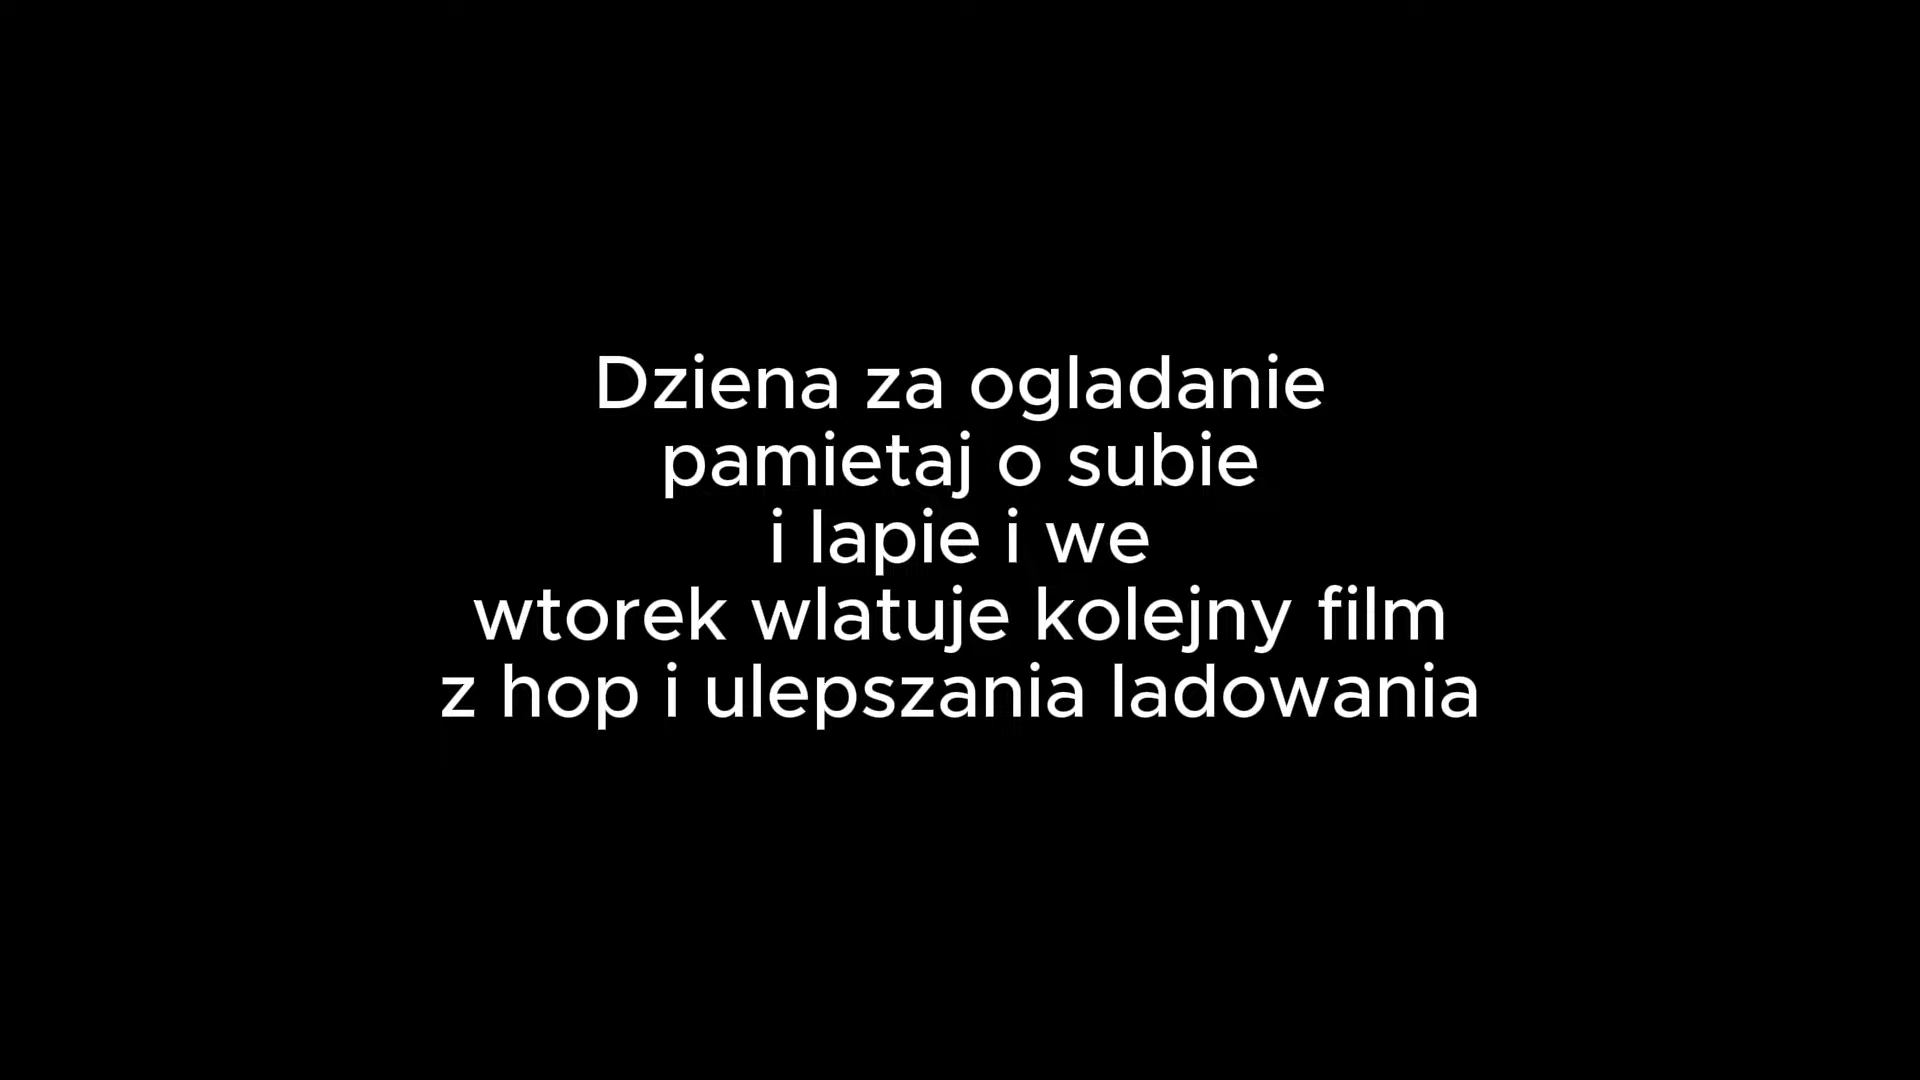 Dziena za ogladanie
pamietaj o subie
i lapie i we
wtorek wlatuje kolejny film
z hop i ulepszania ladowania